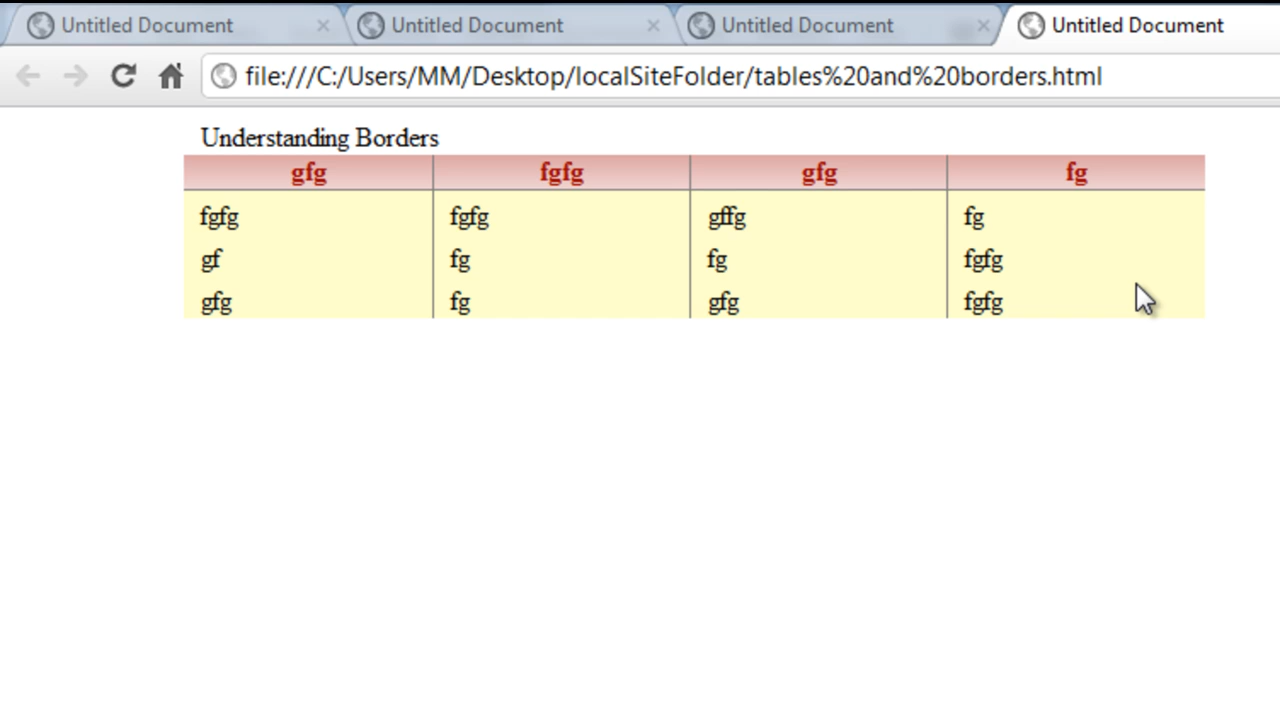 Untitled Document Untitled Document Untitled Document Untitled Document
file:///C:/Users/MM/Desktop/localSiteFolder/tables%20and%20borders.html
Understanding Borders
gfg fgfg gfg fg
fgfg fgfg gffg fg
gf fg fg fgfg
gfg fg gfg fgfg